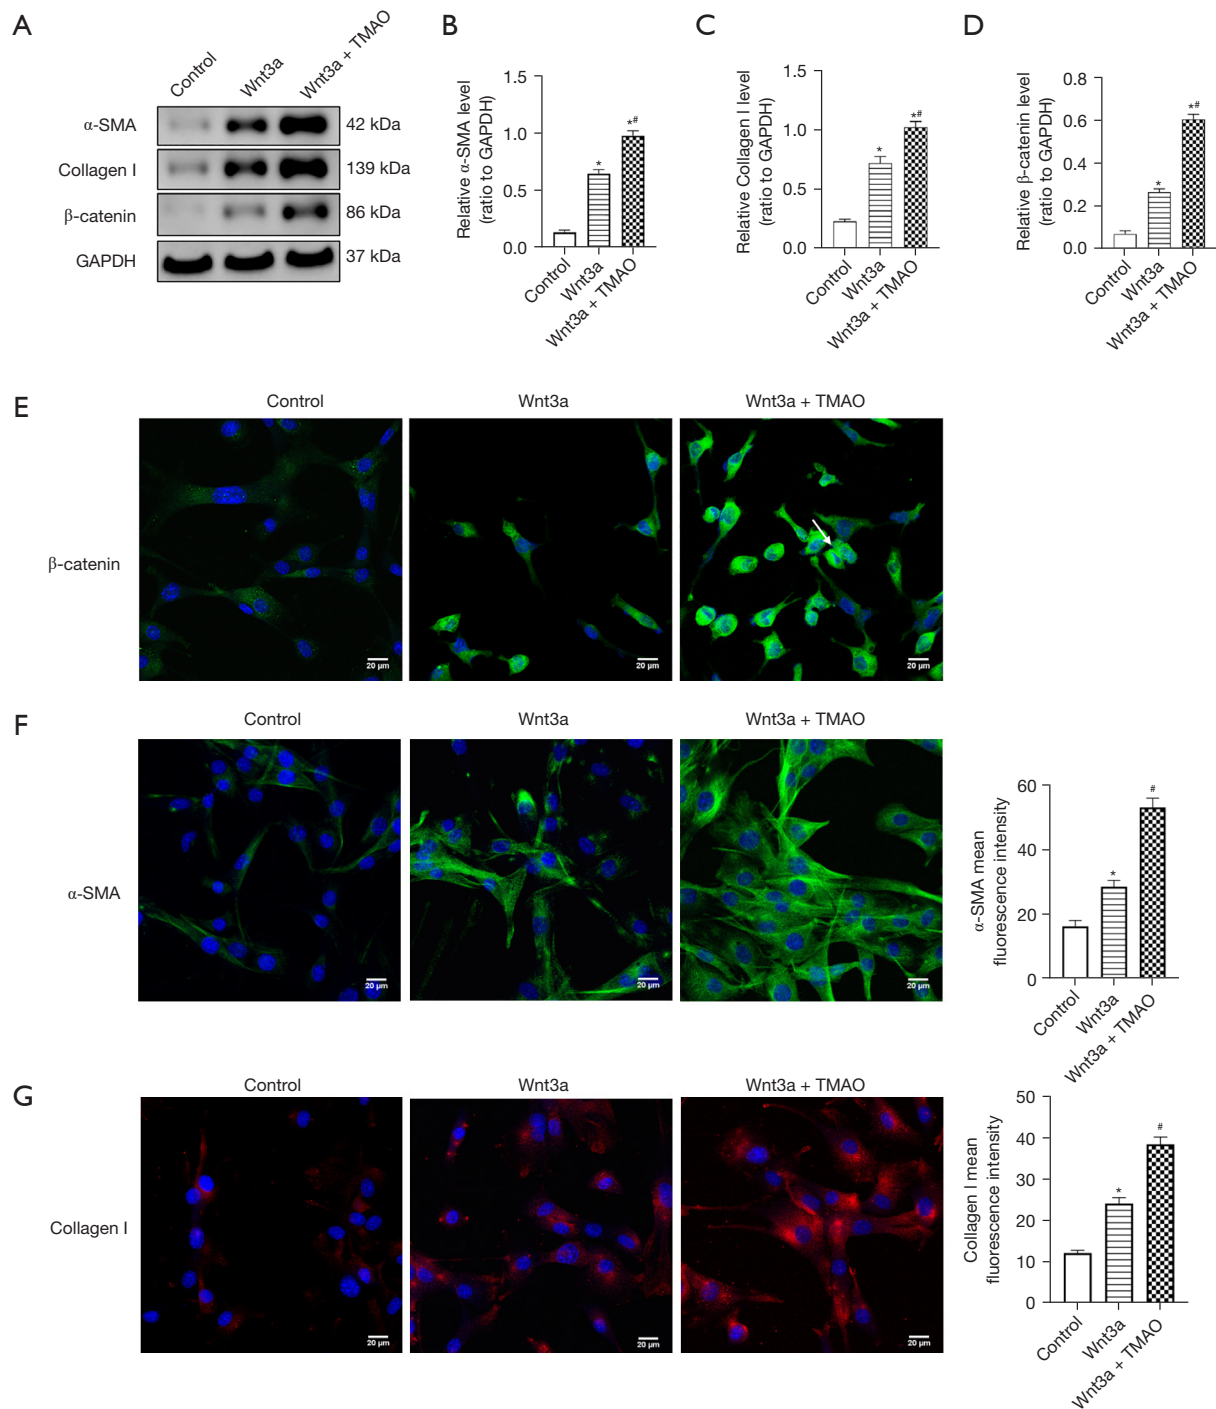 A
Control
Wnt3a
Wnt3a + TMAO
α-SMA
42 kDa
Collagen I
139 kDa
β-catenin
86 kDa
GAPDH
37 kDa
B
Relative α-SMA level
(ratio to GAPDH)
1.5
1.0
0.5
0.0
*
*#
Control
Wnt3a
Wnt3a + TMAO
C
Relative Collagen I level
(ratio to GAPDH)
1.5
1.0
0.5
0.0
*
*#
Control
Wnt3a
Wnt3a + TMAO
D
Relative β-catenin level
(ratio to GAPDH)
0.8
0.6
0.4
0.2
0.0
*
*#
Control
Wnt3a
Wnt3a + TMAO
E
Control
Wnt3a
Wnt3a + TMAO
β-catenin
20 μm
20 μm
20 μm
F
Control
Wnt3a
Wnt3a + TMAO
α-SMA
20 μm
20 μm
20 μm
α-SMA mean
fluorescence intensity
60
40
20
0
*
#
Control
Wnt3a
Wnt3a + TMAO
G
Control
Wnt3a
Wnt3a + TMAO
Collagen I
20 μm
20 μm
20 μm
Collagen I mean
fluorescence intensity
50
40
30
20
10
0
*
#
Control
Wnt3a
Wnt3a + TMAO